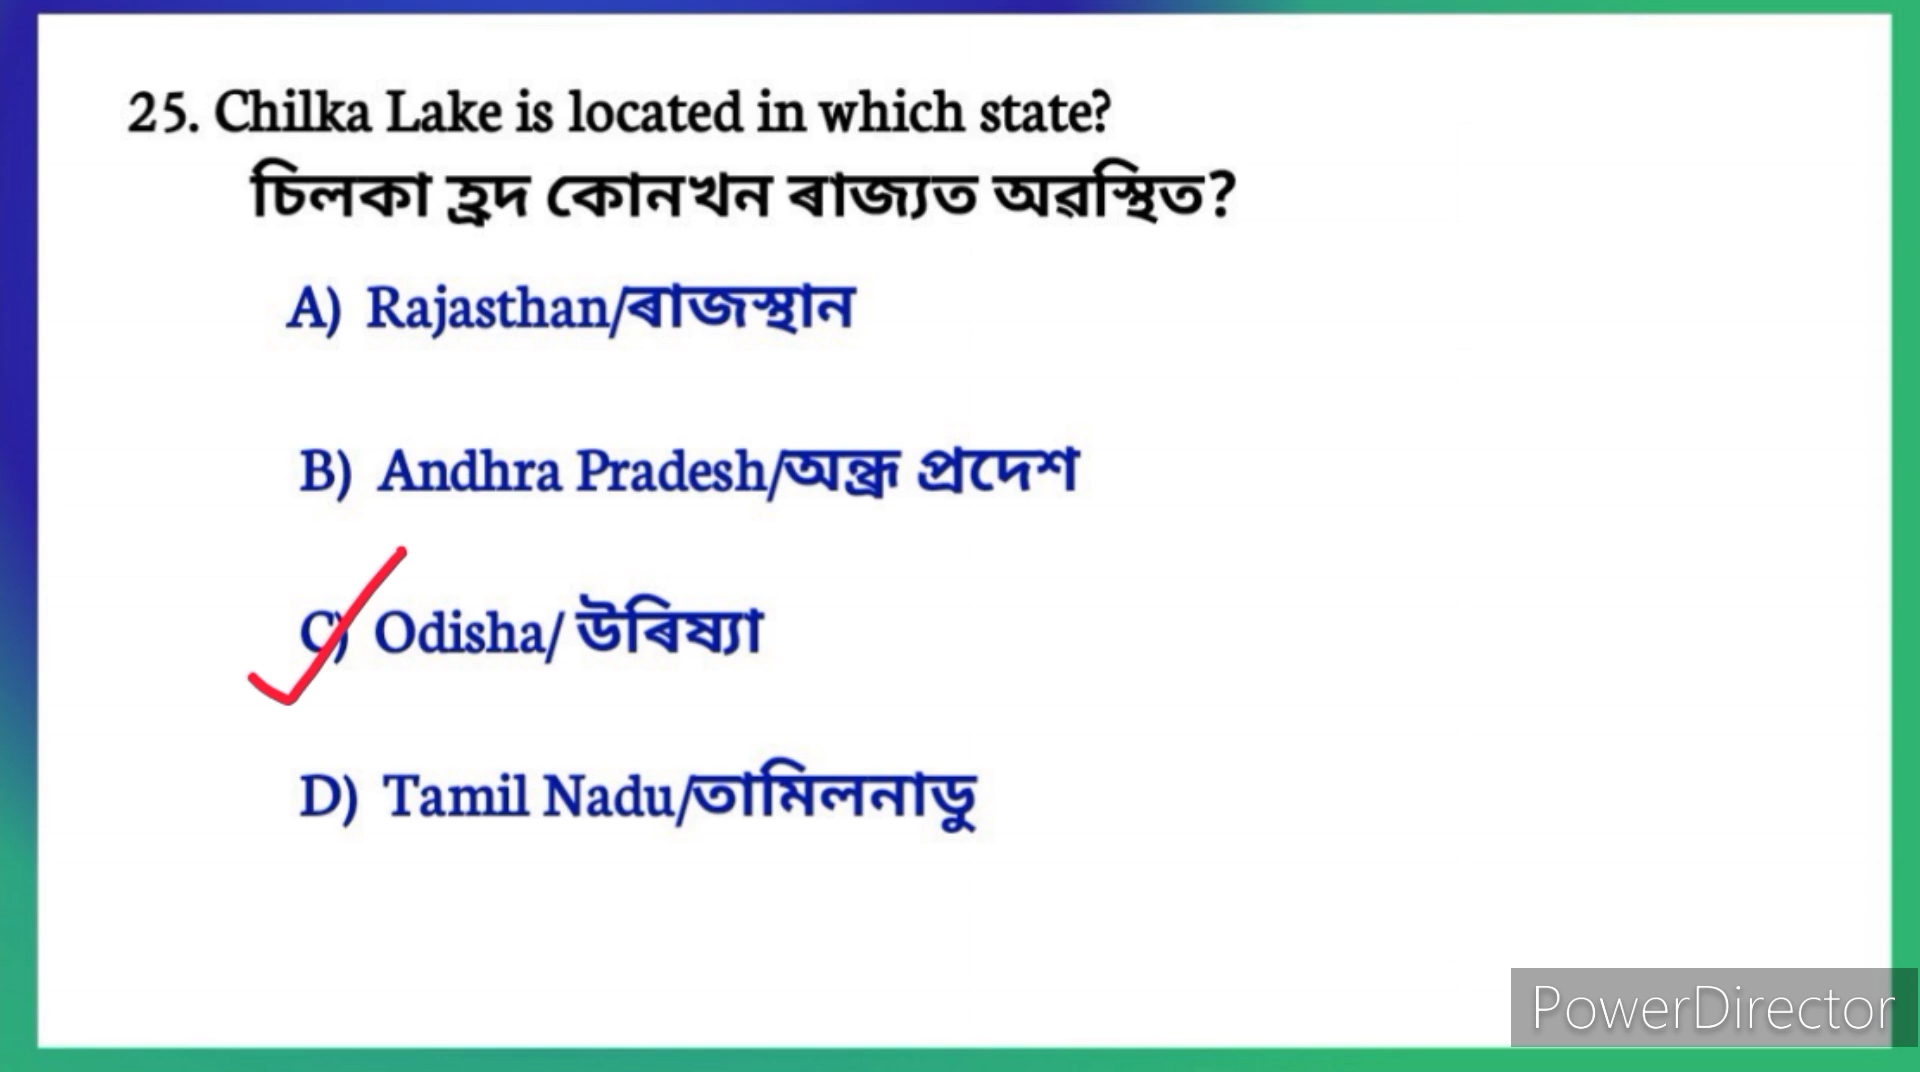 25. Chilka Lake is located in which state?
চিলকা হ্ৰদ কোনখন ৰাজ্যত অৱস্থিত?
A) Rajasthan/ৰাজস্থান
B) Andhra Pradesh/অন্ধ্ৰ প্ৰদেশ
C) Odisha/ উৰিষ্যা
D) Tamil Nadu/তামিলনাডু
PowerDirector